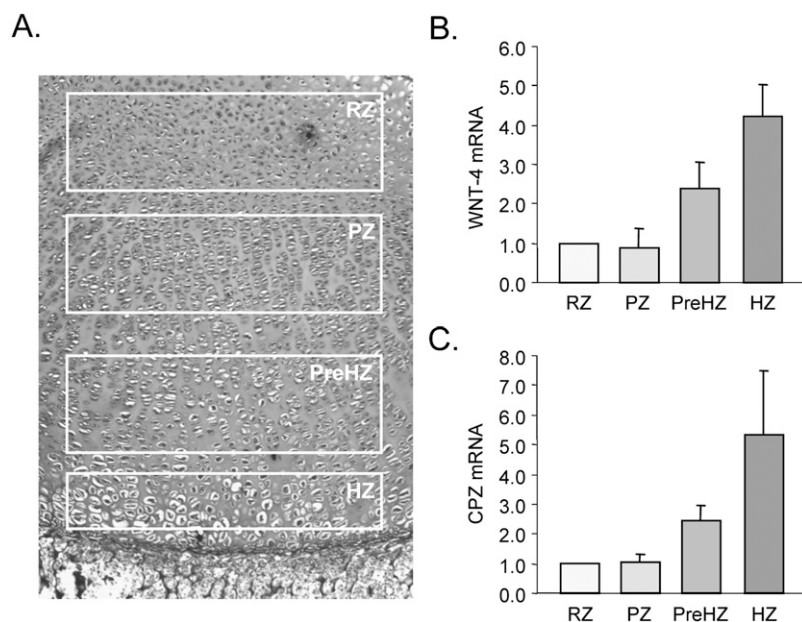 A.
RZ
PZ
PreHZ
HZ
B.
WNT-4 mRNA
6.0
5.0
4.0
3.0
2.0
1.0
0.0
RZ PZ PreHZ HZ
C.
CPZ mRNA
8.0
7.0
6.0
5.0
4.0
3.0
2.0
1.0
0.0
RZ PZ PreHZ HZ